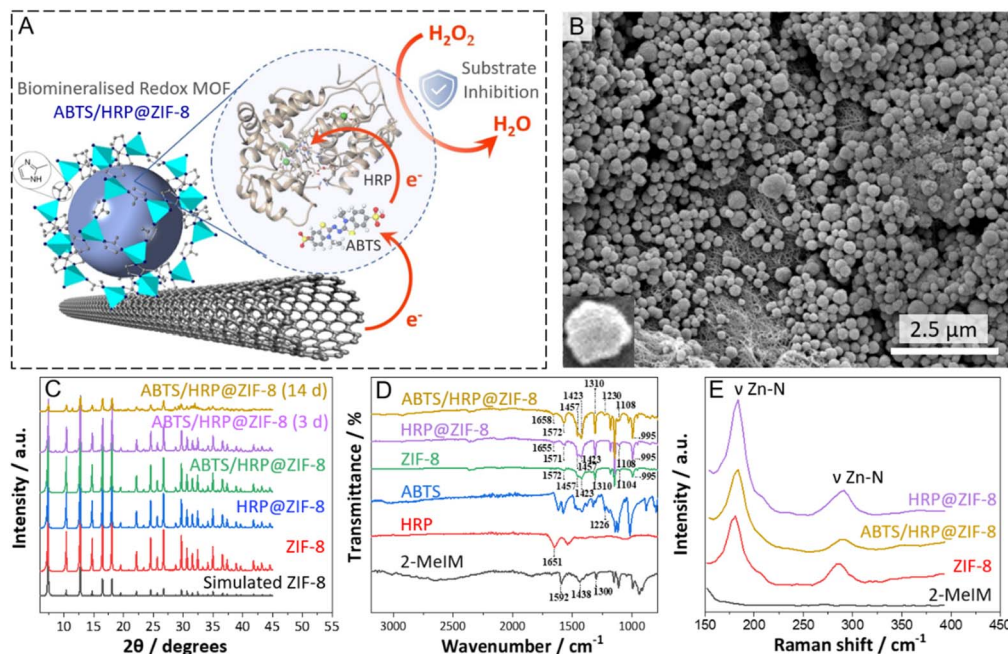 A
Biomineralised Redox MOF
ABTS/HRP@ZIF-8
N
NH
H₂O₂
Substrate
Inhibition
H₂O
HRP
e⁻
ABTS
e⁻
B
2.5 µm
C
ABTS/HRP@ZIF-8 (14 d)
ABTS/HRP@ZIF-8 (3 d)
ABTS/HRP@ZIF-8
HRP@ZIF-8
ZIF-8
Simulated ZIF-8
Intensity / a.u.
5 10 15 20 25 30 35 40 45 50 55
2θ / degrees
D
1310
1423 1230
1457 1108
ABTS/HRP@ZIF-8
1658
1572
995
HRP@ZIF-8
1655
1571
1423
1457
1108
995
ZIF-8
1572
1457
1423
1310
1104
995
ABTS
1226
HRP
1651
2-MeIM
1592
1438
1300
Transmittance / %
3000 2000 1500 1000
Wavenumber / cm⁻¹
E
ν Zn-N
ν Zn-N
HRP@ZIF-8
ABTS/HRP@ZIF-8
ZIF-8
2-MeIM
Intensity / a.u.
150 200 250 300 350 400 450
Raman shift / cm⁻¹